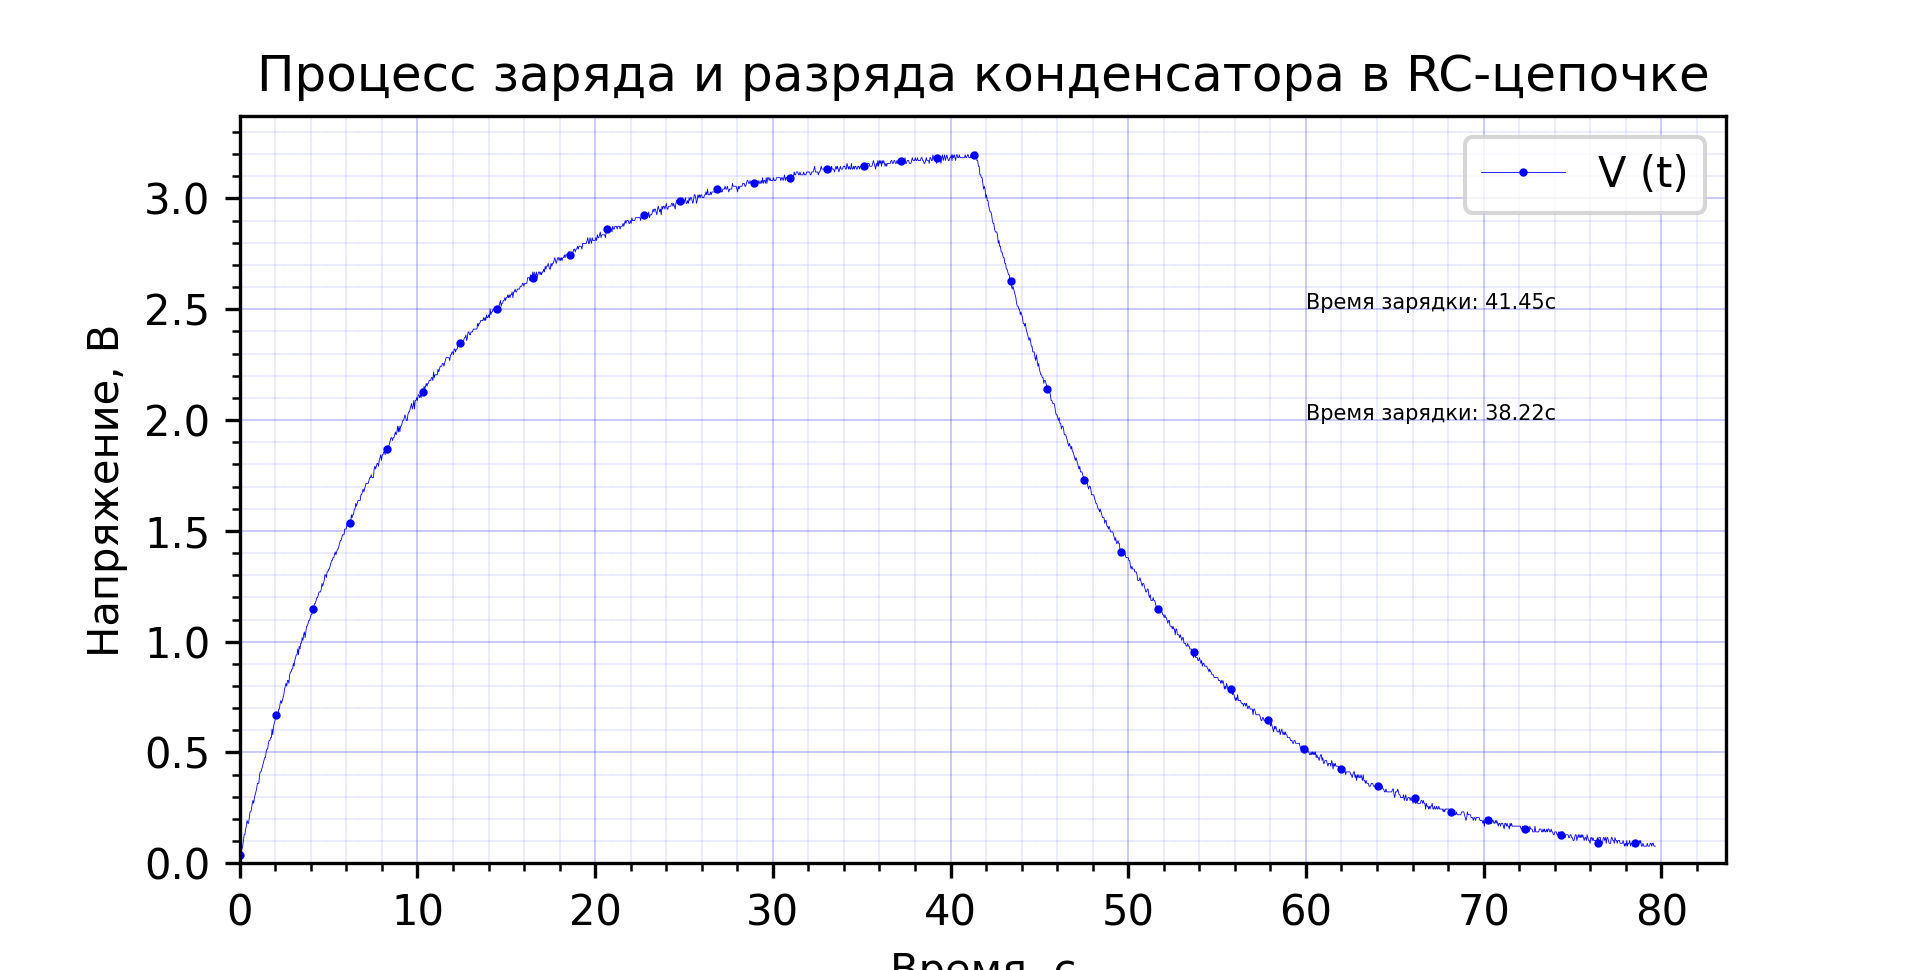 Процесс заряда и разряда конденсатора в RC-цепочке
V (t)
Напряжение, В
3.0
2.5
2.0
1.5
1.0
0.5
0.0
Время зарядки: 41.45с
Время зарядки: 38.22с
0 10 20 30 40 50 60 70 80
Время, с